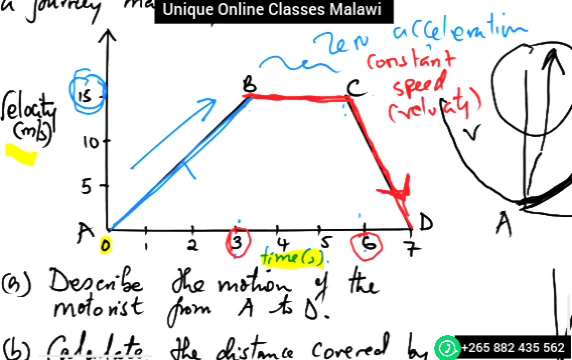 a journey
Unique Online Classes Malawi
zero acceleration
constant
speed
(velocity)
Velocity
(m/s)
15
10
5
B
C
V
A
D
A
0 1 2 3 4 5 6 7
time(s)
(a) Describe the motion of the
motorist from A to D.
(b) Calculate the distance covered by
+265 882 435 562